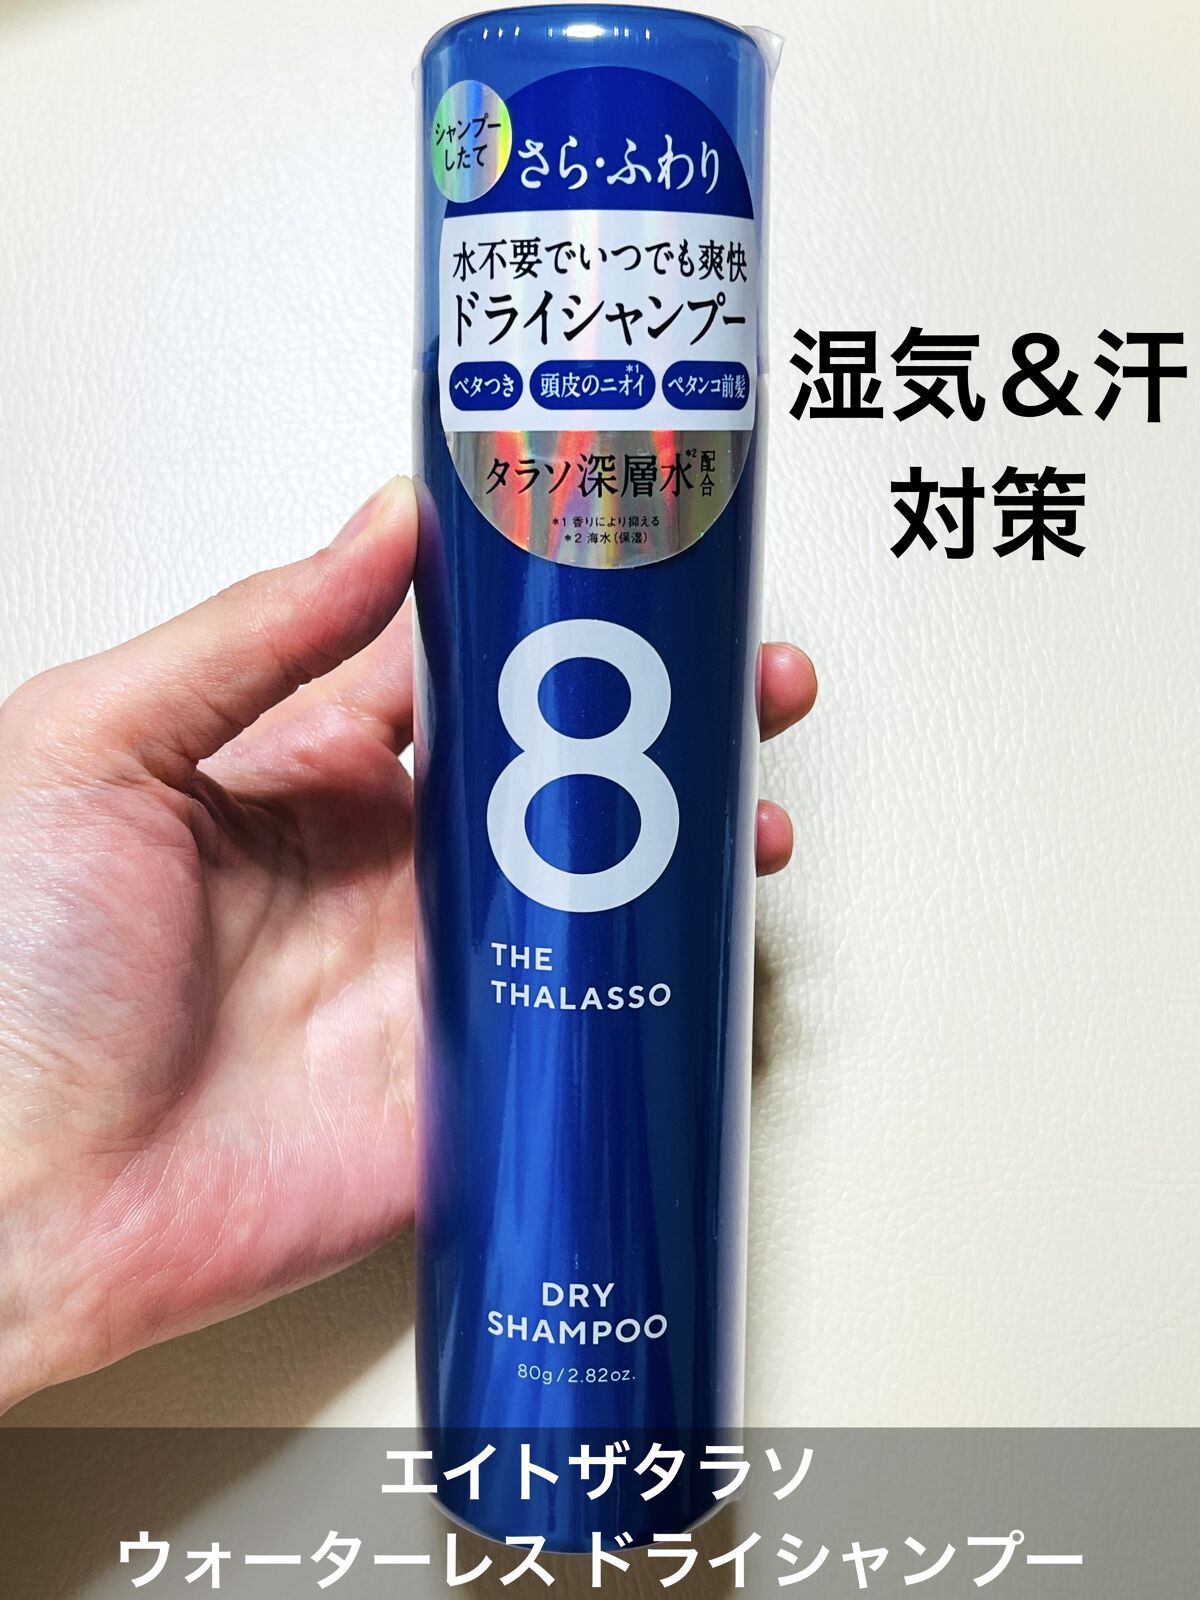 シャンプー
したて
さら・ふわり
水不要でいつでも爽快
ドライシャンプー
ベタつき 頭皮のニオイ*1 ペタンコ前髪
タラソ深層水*2配合
*1 香りにより抑える
*2 海水(保湿)
湿気&汗
対策
8
THE
THALASSO
DRY
SHAMPOO
80g/2.82oz.
エイトザタラソ
ウォーターレス ドライシャンプー